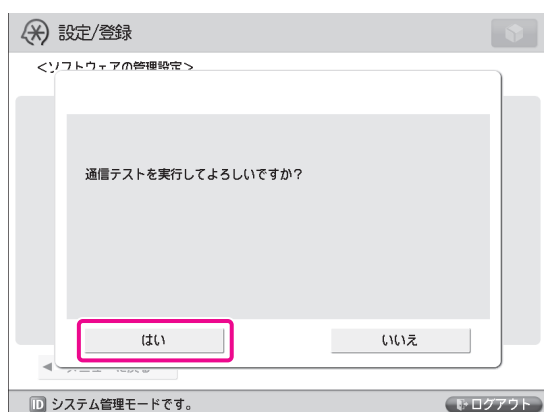 設定/登録
<ソフトウェアの管理設定>
通信テストを実行してよろしいですか?
はい
いいえ
ID システム管理モードです。
ログアウト